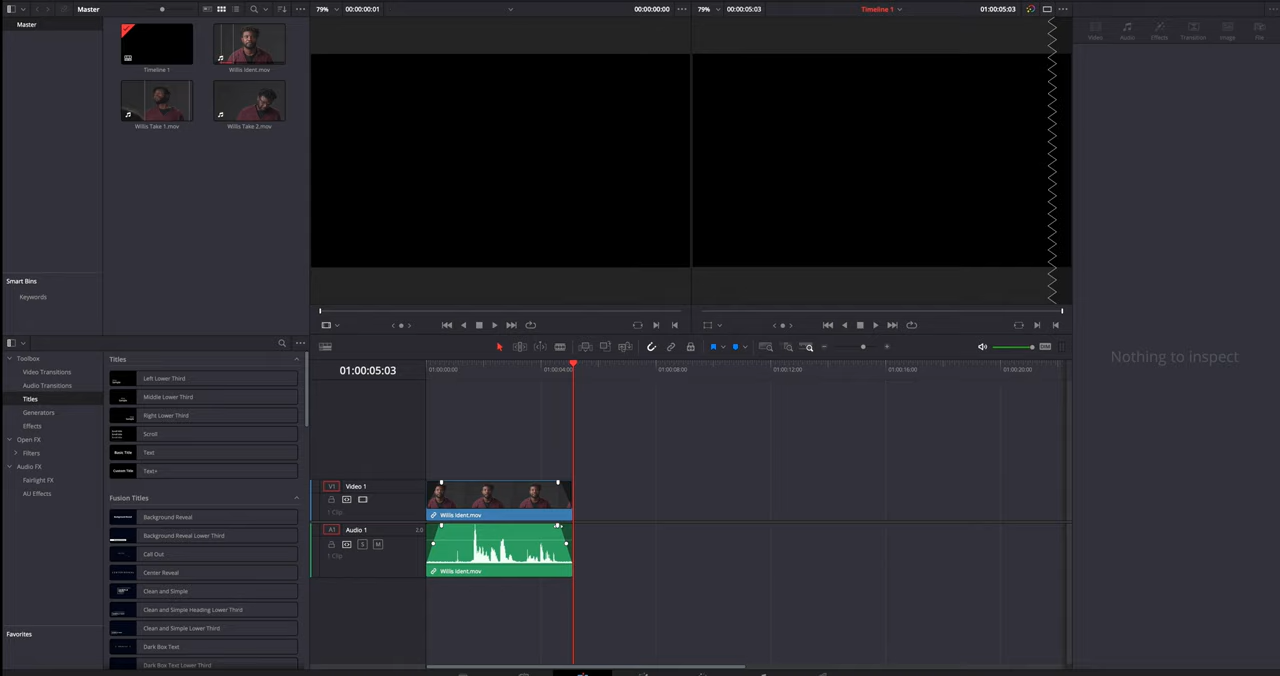 Master
79%
00:00:00:01
00:00:00:00
79%
00:00:05:03
Timeline 1
01:00:05:03
Master
Timeline 1
Willis Ident.mov
Willis Take 1.mov
Willis Take 2.mov
Video
Audio
Effects
Transition
Image
File
Smart Bins
Keywords
Nothing to inspect
Toolbox
Video Transitions
Audio Transitions
Titles
Generators
Effects
Open FX
Filters
Audio FX
Fairlight FX
AU Effects
Favorites
Titles
Left Lower Third
Middle Lower Third
Right Lower Third
Scroll
Basic Title
Text
Custom Title
Text+
Fusion Titles
Background Reveal
Background Reveal Lower Third
Call Out
Center Reveal
Clean and Simple
Clean and Simple Heading Lower Third
Clean and Simple Lower Third
Dark Box Text
Dark Box Text Lower Third
DIM
01:00:05:03
01:00:00:00
01:00:04:00
01:00:08:00
01:00:12:00
01:00:16:00
01:00:20:00
V1
Video 1
1 Clip
Willis Ident.mov
A1
Audio 1
2.0
S
M
1 Clip
Willis Ident.mov